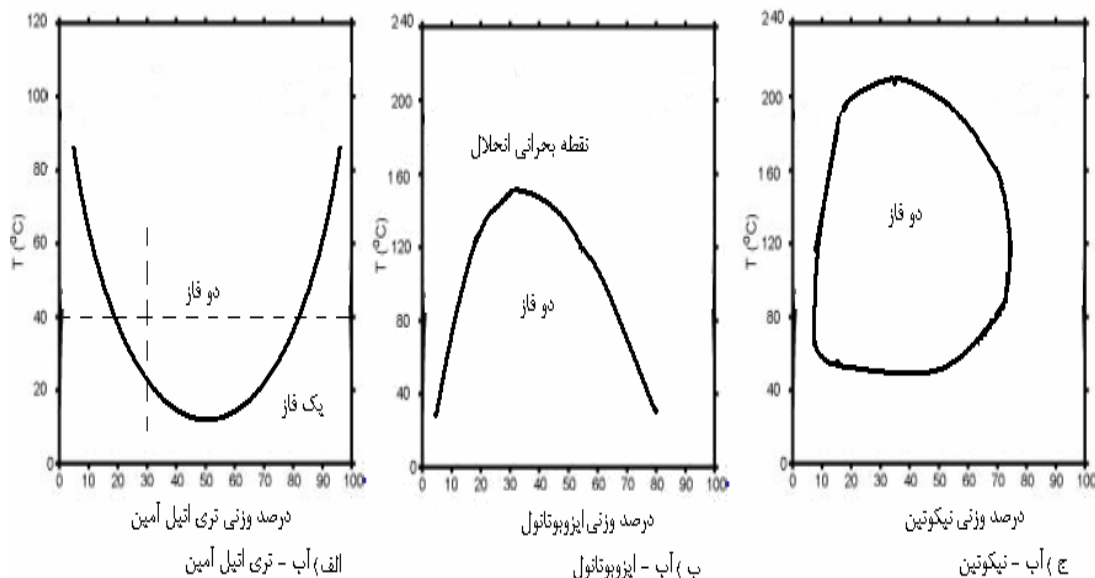 120
100
80
60
40
20
0
T (°C)
دو فاز
یک فاز
0 10 20 30 40 50 60 70 80 90 100
درصد وزنی تری اتیل آمین
الف) آب - تری اتیل آمین
240
200
160
120
80
40
0
T (°C)
نقطه بحرانی انحلال
دو فاز
0 10 20 30 40 50 60 70 80 90 100
درصد وزنی ایزوبوتانول
ب) آب - ایزوبوتانول
240
200
160
120
80
40
0
T (°C)
دو فاز
0 10 20 30 40 50 60 70 80 90 100
درصد وزنی نیکوتین
ج) آب - نیکوتین